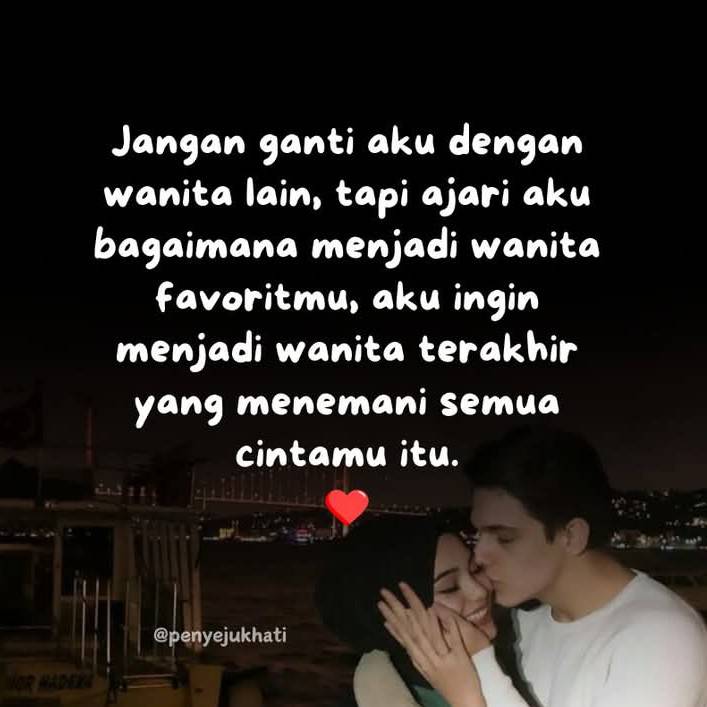 Jangan ganti aku dengan
wanita lain, tapi ajari aku
bagaimana menjadi wanita
favoritmu, aku ingin
menjadi wanita terakhir
yang menemani semua
cintamu itu.
@penyejukhati